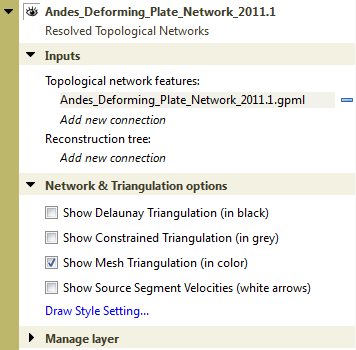 Andes_Deforming_Plate_Network_2011.1
Resolved Topological Networks
Inputs
Topological network features:
Andes_Deforming_Plate_Network_2011.1.gpml
Add new connection
Reconstruction tree:
Add new connection
Network & Triangulation options
Show Delaunay Triangulation (in black)
Show Constrained Triangulation (in grey)
Show Mesh Triangulation (in color)
Show Source Segment Velocities (white arrows)
Draw Style Setting...
Manage layer